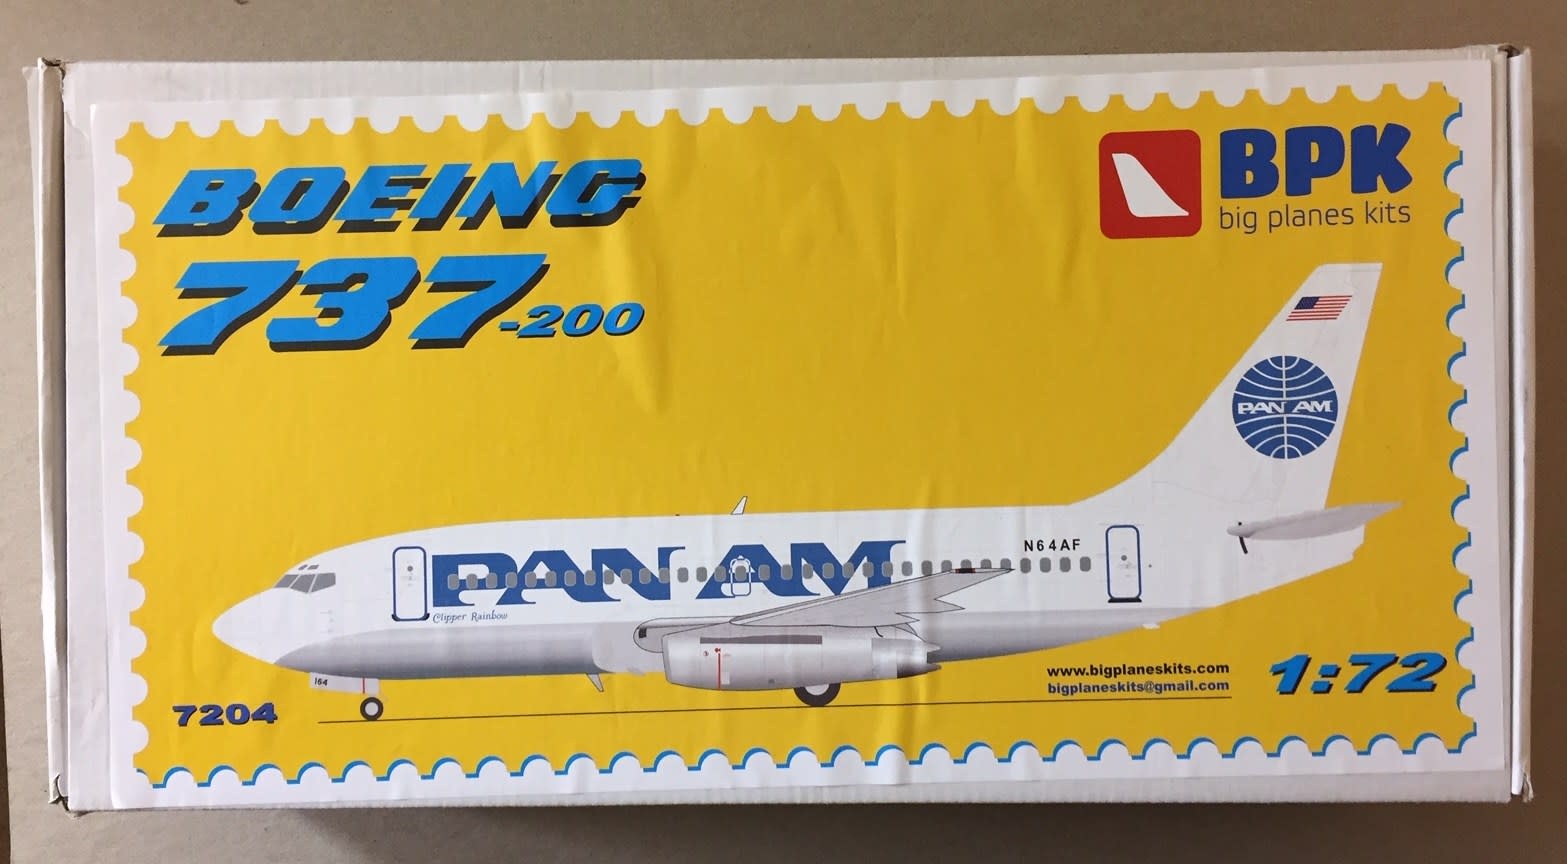 BOEING
737-200
BPK
big planes kits
PAN AM
N64AF
PAN AM
Clipper Rainbow
164
www.bigplaneskits.com
bigplaneskits@gmail.com
1:72
7204